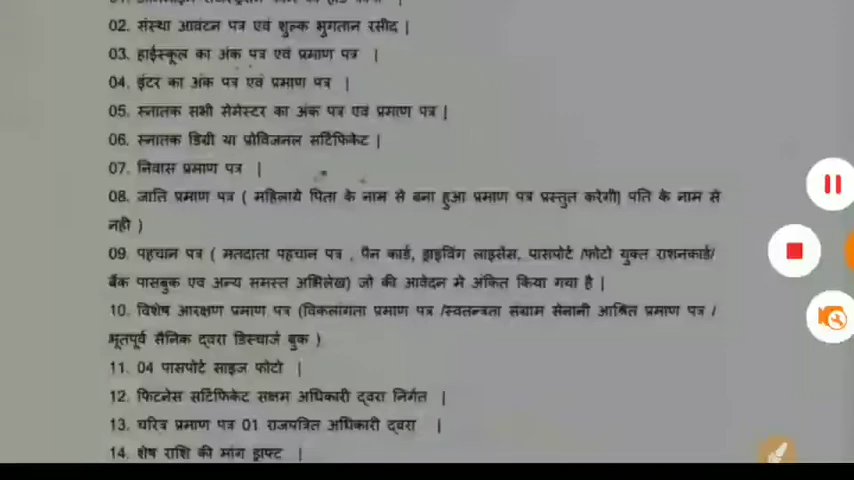 02. संस्था आवंटन पत्र एवं शुल्क भुगतान रसीद |
03. हाईस्कूल का अंक पत्र एवं प्रमाण पत्र |
04. इंटर का अंक पत्र एवं प्रमाण पत्र |
05. स्नातक सभी सेमेस्टर का अंक पत्र एवं प्रमाण पत्र |
06. स्नातक डिग्री या प्रोविजनल सर्टिफिकेट |
07. निवास प्रमाण पत्र |
08. जाति प्रमाण पत्र ( महिलाये पिता के नाम से बना हुआ प्रमाण पत्र प्रस्तुत करेगी| पति के नाम से
नही )
09. पहचान पत्र ( मतदाता पहचान पत्र , पैन कार्ड, ड्राइविंग लाइसेंस, पासपोर्ट /फोटो युक्त राशनकार्ड/
बैंक पासबुक एवं अन्य समस्त अभिलेख) जो की आवेदन मे अंकित किया गया है |
10. विशेष आरक्षण प्रमाण पत्र (विकलांगता प्रमाण पत्र /स्वतन्त्रता संग्राम सेनानी आश्रित प्रमाण पत्र /
भूतपूर्व सैनिक द्वरा डिस्चार्ज बुक )
11. 04 पासपोर्ट साइज फोटो |
12. फिटनेस सर्टिफिकेट सक्षम अधिकारी द्वरा निर्गत |
13. चरित्र प्रमाण पत्र 01 राजपत्रित अधिकारी द्वरा |
14. शेष राशि की मांग ड्राफ्ट |